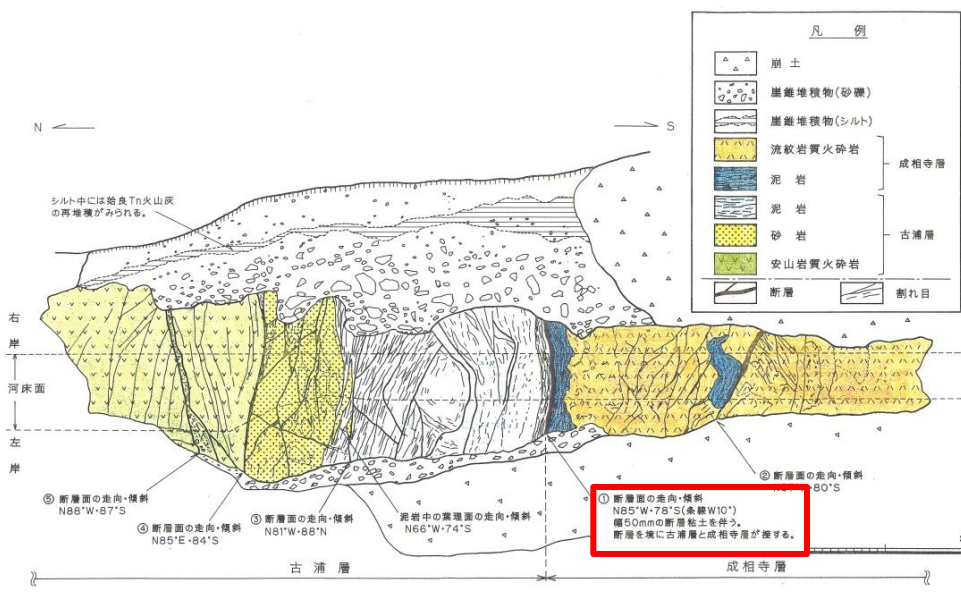 凡 例
崩 土
崖錐堆積物(砂礫)
崖錐堆積物(シルト)
流紋岩質火砕岩
泥 岩
成相寺層
泥 岩
砂 岩
安山岩質火砕岩
古浦層
断層
割れ目
N
S
シルト中には姶良Tn火山灰
の再堆積がみられる。
右岸
河床面
左岸
⑤ 断層面の走向・傾斜
N88°W・87°S
④ 断層面の走向・傾斜
N85°E・84°S
③ 断層面の走向・傾斜
N81°W・88°N
泥岩中の葉理面の走向・傾斜
N66°W・74°S
① 断層面の走向・傾斜
N85°W・78°S(条線W10°)
幅50mmの断層粘土を伴う。
断層を境に古浦層と成相寺層が接する。
② 断層面の走向・傾斜
80°S
古 浦 層
成相寺層